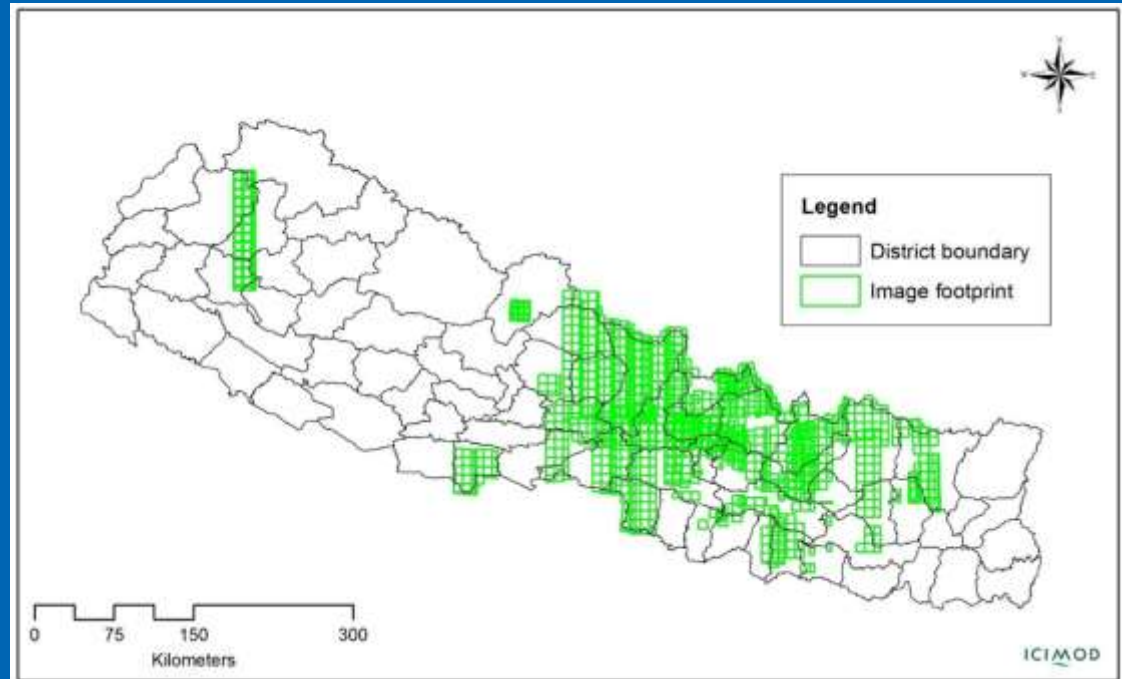 Legend
District boundary
Image footprint
0 75 150 300
Kilometers
ICIMOD